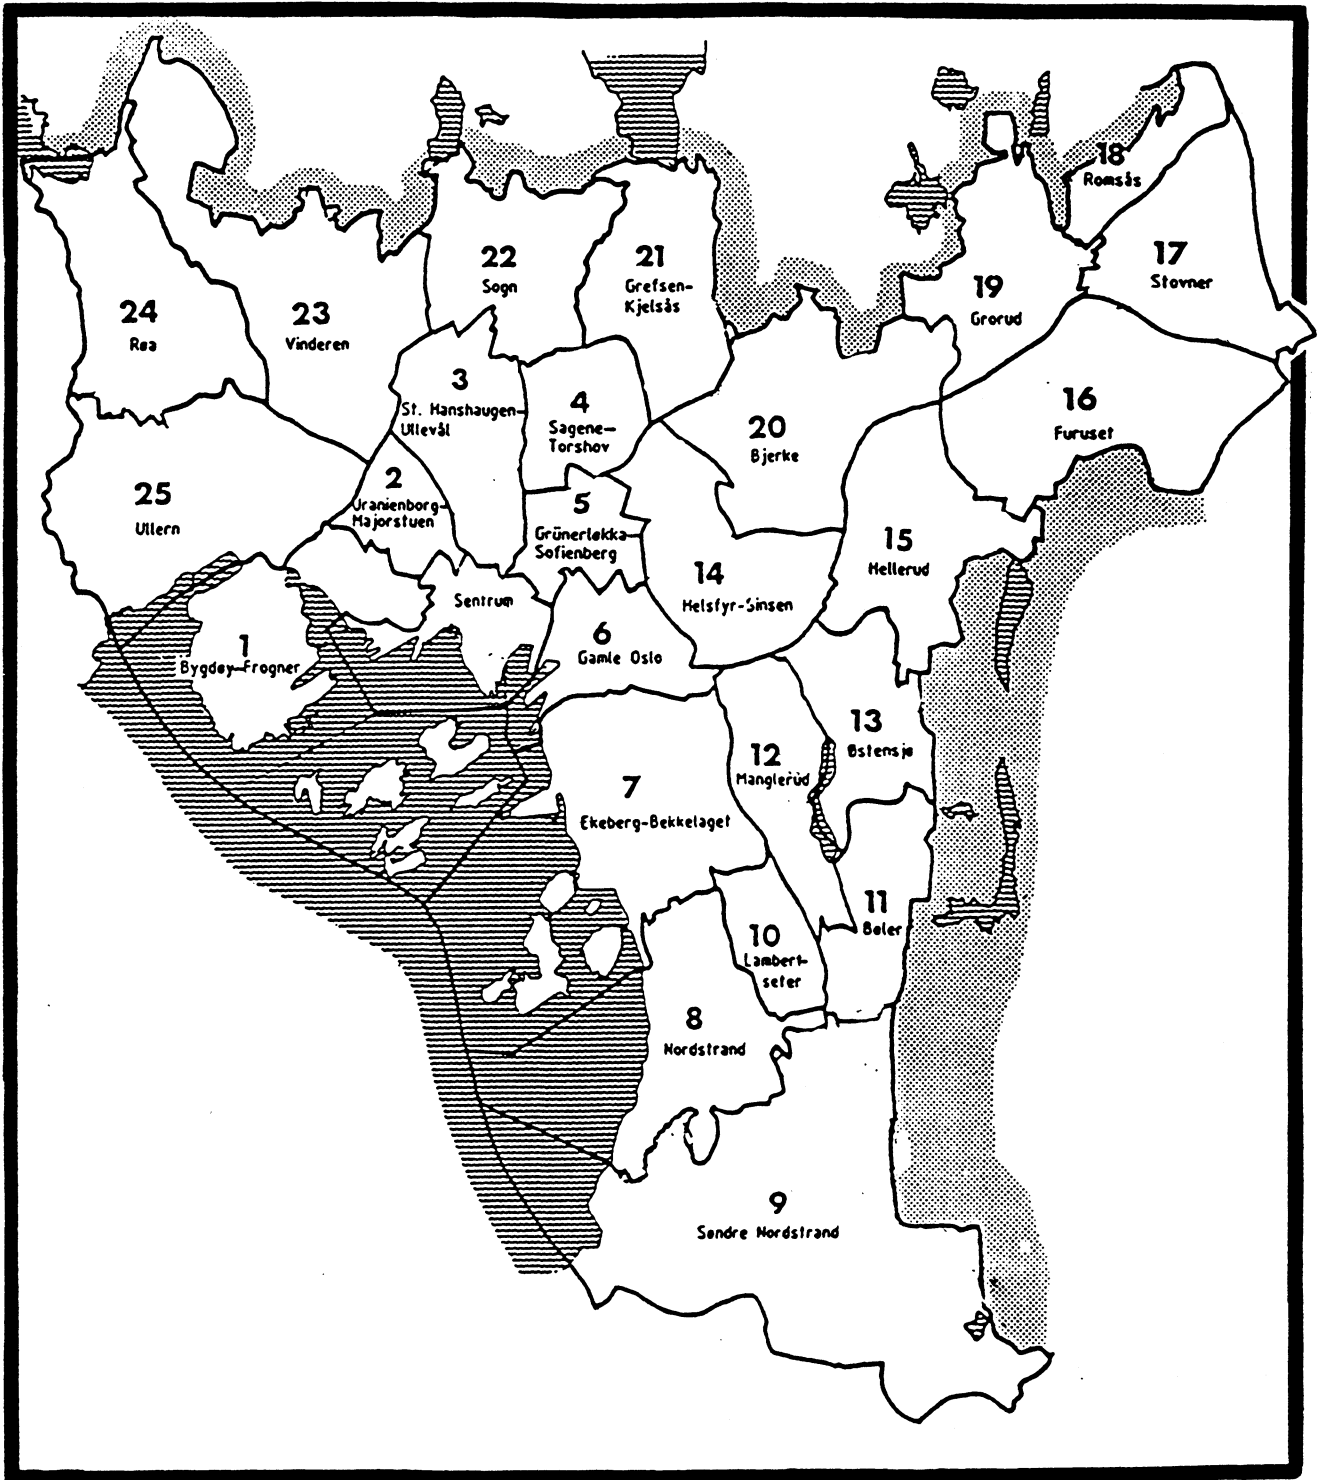 18
Romsås
17
Stovner
22
Sogn
21
Grefsen-
Kjelsås
19
Grorud
24
Røa
23
Vinderen
3
St. Hanshaugen-
Ullevål
4
Sagene-
Torshov
20
Bjerke
16
Furuset
25
Ullern
2
Uranienborg-
Majorstuen
5
Grünerløkka-
Sofienberg
15
Hellerud
14
Helsfyr-Sinsen
Sentrum
1
Bygdøy-Frogner
6
Gamle Oslo
13
Østensjø
12
Manglerud
7
Ekeberg-Bekkelaget
11
Bøler
10
Lambert-
seter
8
Nordstrand
9
Søndre Nordstrand